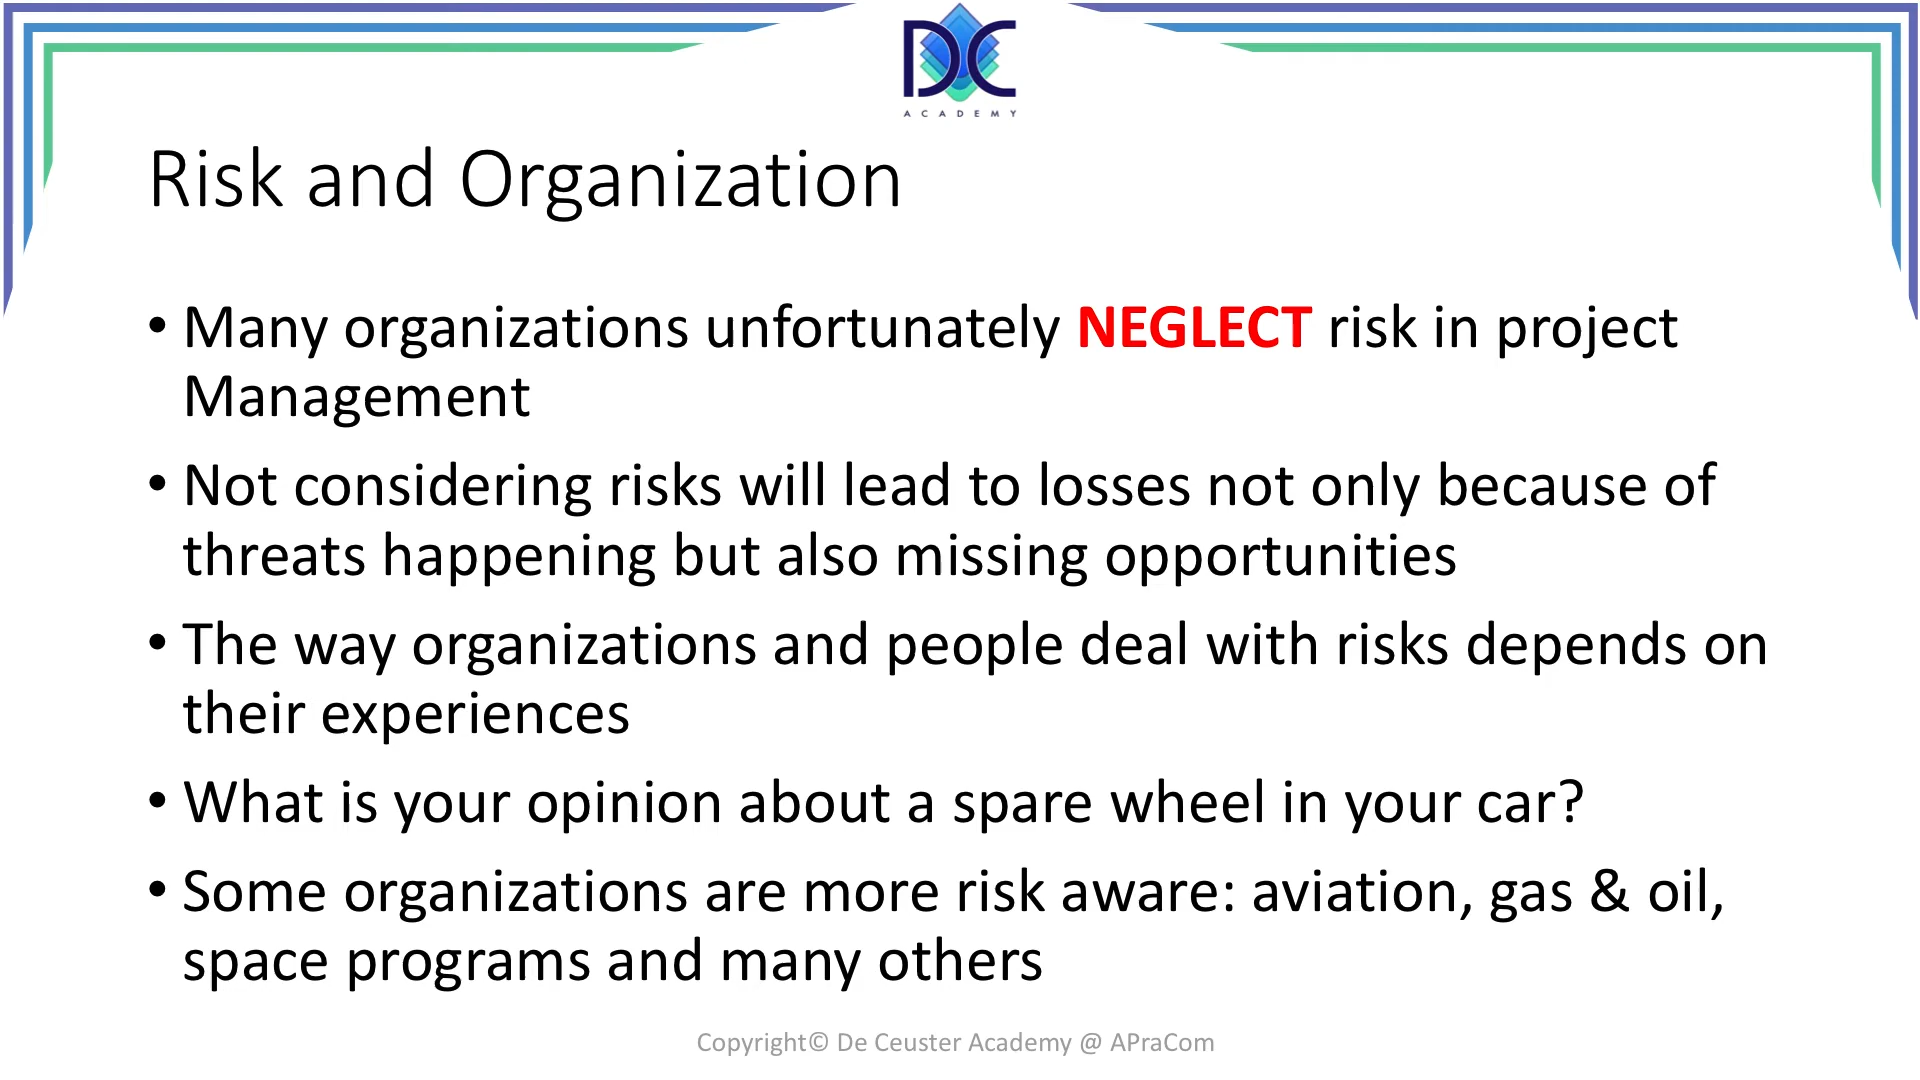 DC
ACADEMY
Risk and Organization
• Many organizations unfortunately NEGLECT risk in project
Management
• Not considering risks will lead to losses not only because of
threats happening but also missing opportunities
• The way organizations and people deal with risks depends on
their experiences
• What is your opinion about a spare wheel in your car?
• Some organizations are more risk aware: aviation, gas & oil,
space programs and many others
Copyright© De Ceuster Academy @ APraCom